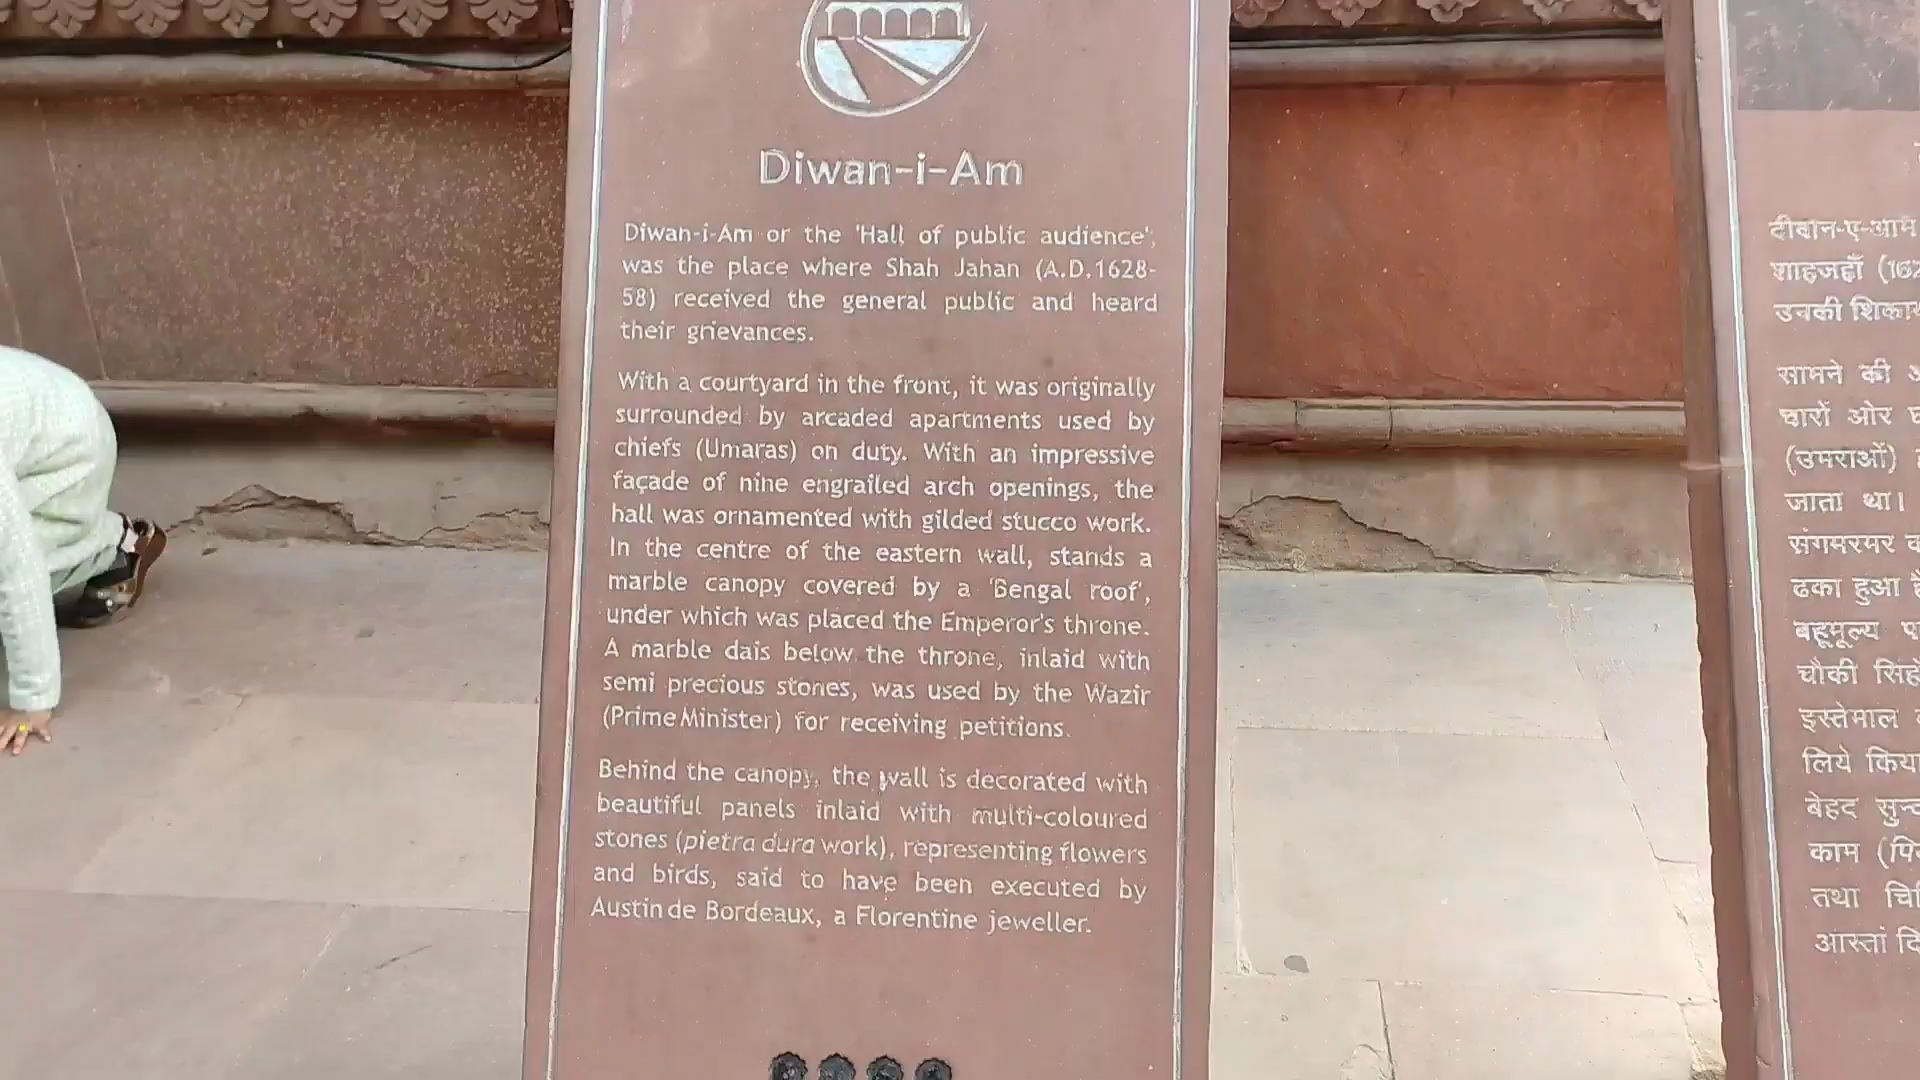 Diwan-i-Am
Diwan-i-Am or the 'Hall of public audience',
was the place where Shah Jahan (A.D.1628-
58) received the general public and heard
their grievances.
With a courtyard in the front, it was originally
surrounded by arcaded apartments used by
chiefs (Umaras) on duty. With an impressive
façade of nine engrailed arch openings, the
hall was ornamented with gilded stucco work.
In the centre of the eastern wall, stands a
marble canopy covered by a 'Bengal roof',
under which was placed the Emperor's throne.
A marble dais below the throne, inlaid with
semi precious stones, was used by the Wazir
(Prime Minister) for receiving petitions.
Behind the canopy, the wall is decorated with
beautiful panels inlaid with multi-coloured
stones (pietra dura work), representing flowers
and birds, said to have been executed by
Austin de Bordeaux, a Florentine jeweller.
दीवान-ए-आम
शाहजहाँ
उनकी
सामने की
चारों ओर
(उमराओं)
जाता था।
संगमरमर
ढका हुआ
बहूमूल्य
चौकी
इस्तेमाल
लिये
बेहद
काम
तथा
आस्तां